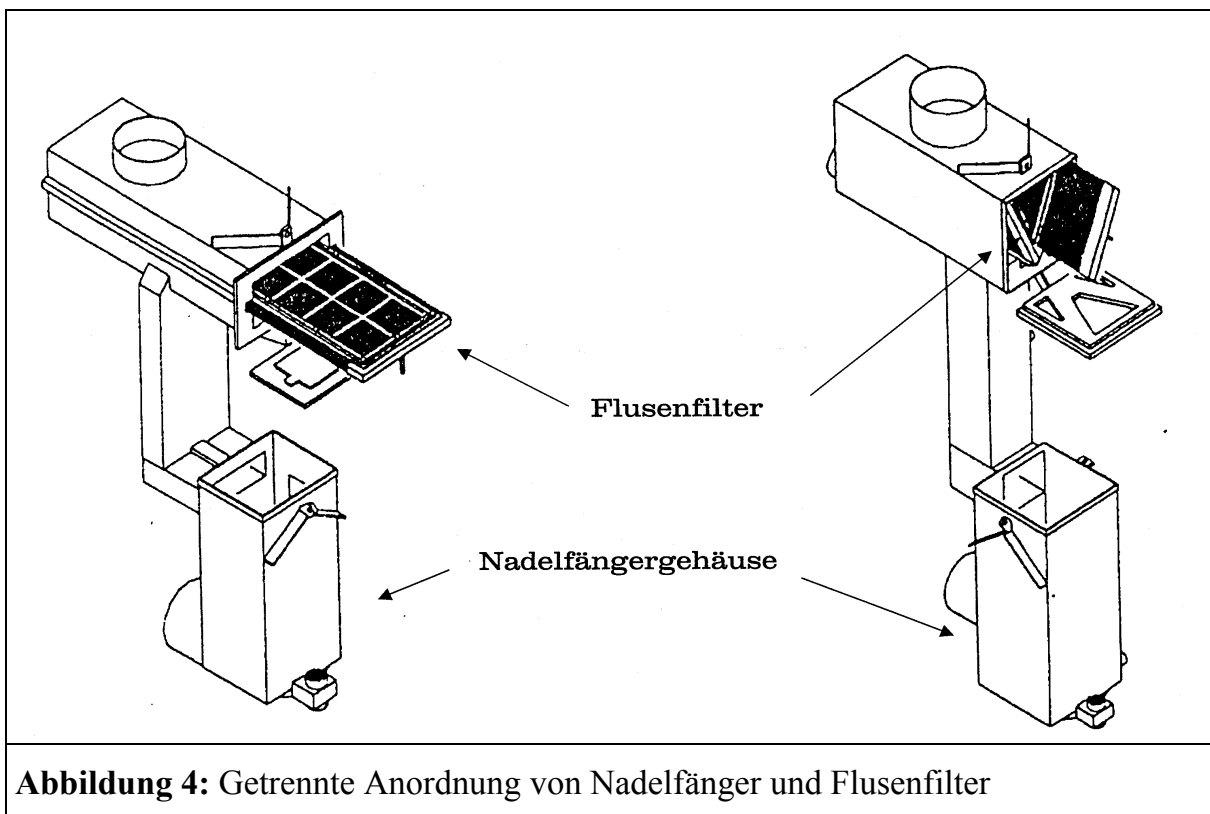 Flusenfilter
Nadelfängergehäuse
Abbildung 4: Getrennte Anordnung von Nadelfänger und Flusenfilter